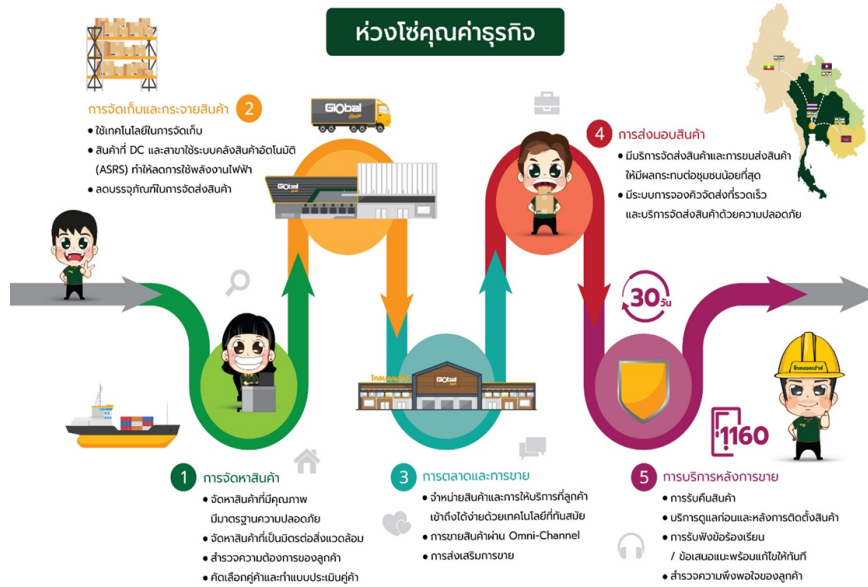 ห่วงโซ่คุณค่าธุรกิจ
การจัดเก็บและกระจายสินค้า 2
• ใช้เทคโนโลยีในการจัดเก็บ
• สินค้าที่ DC และสาขาใช้ระบบคลังสินค้าอัตโนมัติ
(ASRS) ทำให้ลดการใช้พลังงานไฟฟ้า
• ลดบรรจุภัณฑ์ในการจัดส่งสินค้า
Global
House
Global
4 การส่งมอบสินค้า
• มีบริการจัดส่งสินค้าและการขนส่งสินค้า
ให้มีผลกระทบต่อชุมชนน้อยที่สุด
• มีระบบการจองคิวจัดส่งที่รวดเร็ว
และบริการจัดส่งสินค้าด้วยความปลอดภัย
30 วัน
โกลบอลเฮ้าส์
Global
โกลบอลเฮ้าส์
1160
1 การจัดหาสินค้า
• จัดหาสินค้าที่มีคุณภาพ
มีมาตรฐานความปลอดภัย
• จัดหาสินค้าที่เป็นมิตรต่อสิ่งแวดล้อม
• สำรวจความต้องการของลูกค้า
• คัดเลือกคู่ค้าและทำแบบประเมินคู่ค้า
3 การตลาดและการขาย
• จำหน่ายสินค้าและการให้บริการที่ลูกค้า
เข้าถึงได้ง่ายด้วยเทคโนโลยีที่ทันสมัย
• การขายสินค้าผ่าน Omni-Channel
• การส่งเสริมการขาย
5 การบริการหลังการขาย
• การรับคืนสินค้า
• บริการดูแลก่อนและหลังการติดตั้งสินค้า
• การรับฟังข้อร้องเรียน
/ ข้อเสนอแนะพร้อมแก้ไขให้ทันที
• สำรวจความพึงพอใจของลูกค้า